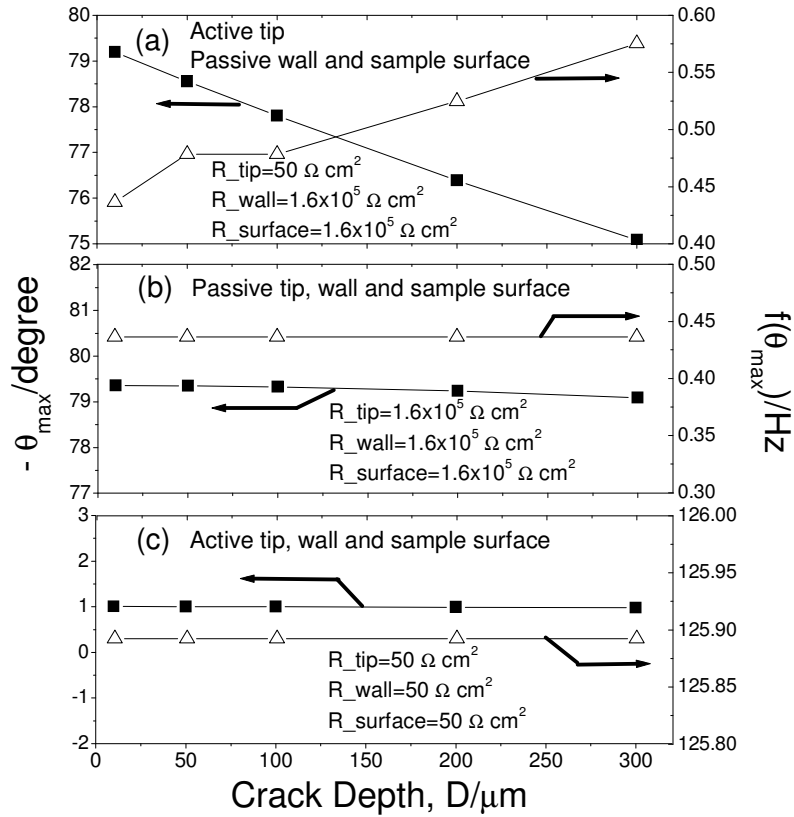 80
79
78
77
76
75
(a) Active tip
Passive wall and sample surface
R_tip=50 Ω cm²
R_wall=1.6x10⁵ Ω cm²
R_surface=1.6x10⁵ Ω cm²
0.60
0.55
0.50
0.45
0.40
82
81
80
79
78
77
(b) Passive tip, wall and sample surface
R_tip=1.6x10⁵ Ω cm²
R_wall=1.6x10⁵ Ω cm²
R_surface=1.6x10⁵ Ω cm²
0.50
0.45
0.40
0.35
0.30
3
2
1
0
-1
-2
(c) Active tip, wall and sample surface
R_tip=50 Ω cm²
R_wall=50 Ω cm²
R_surface=50 Ω cm²
126.00
125.95
125.90
125.85
125.80
0 50 100 150 200 250 300
Crack Depth, D/μm
- θmax/degree
f(θmax)/Hz